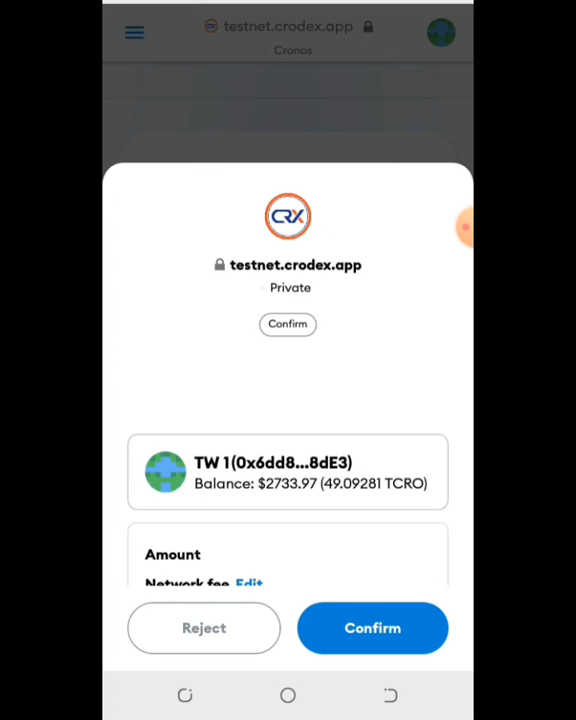 testnet.crodex.app
Cronos
CRX
testnet.crodex.app
Private
Confirm
TW 1(0x6dd8...8dE3)
Balance: $2733.97 (49.09281 TCRO)
Amount
Network fee Edit
Reject
Confirm